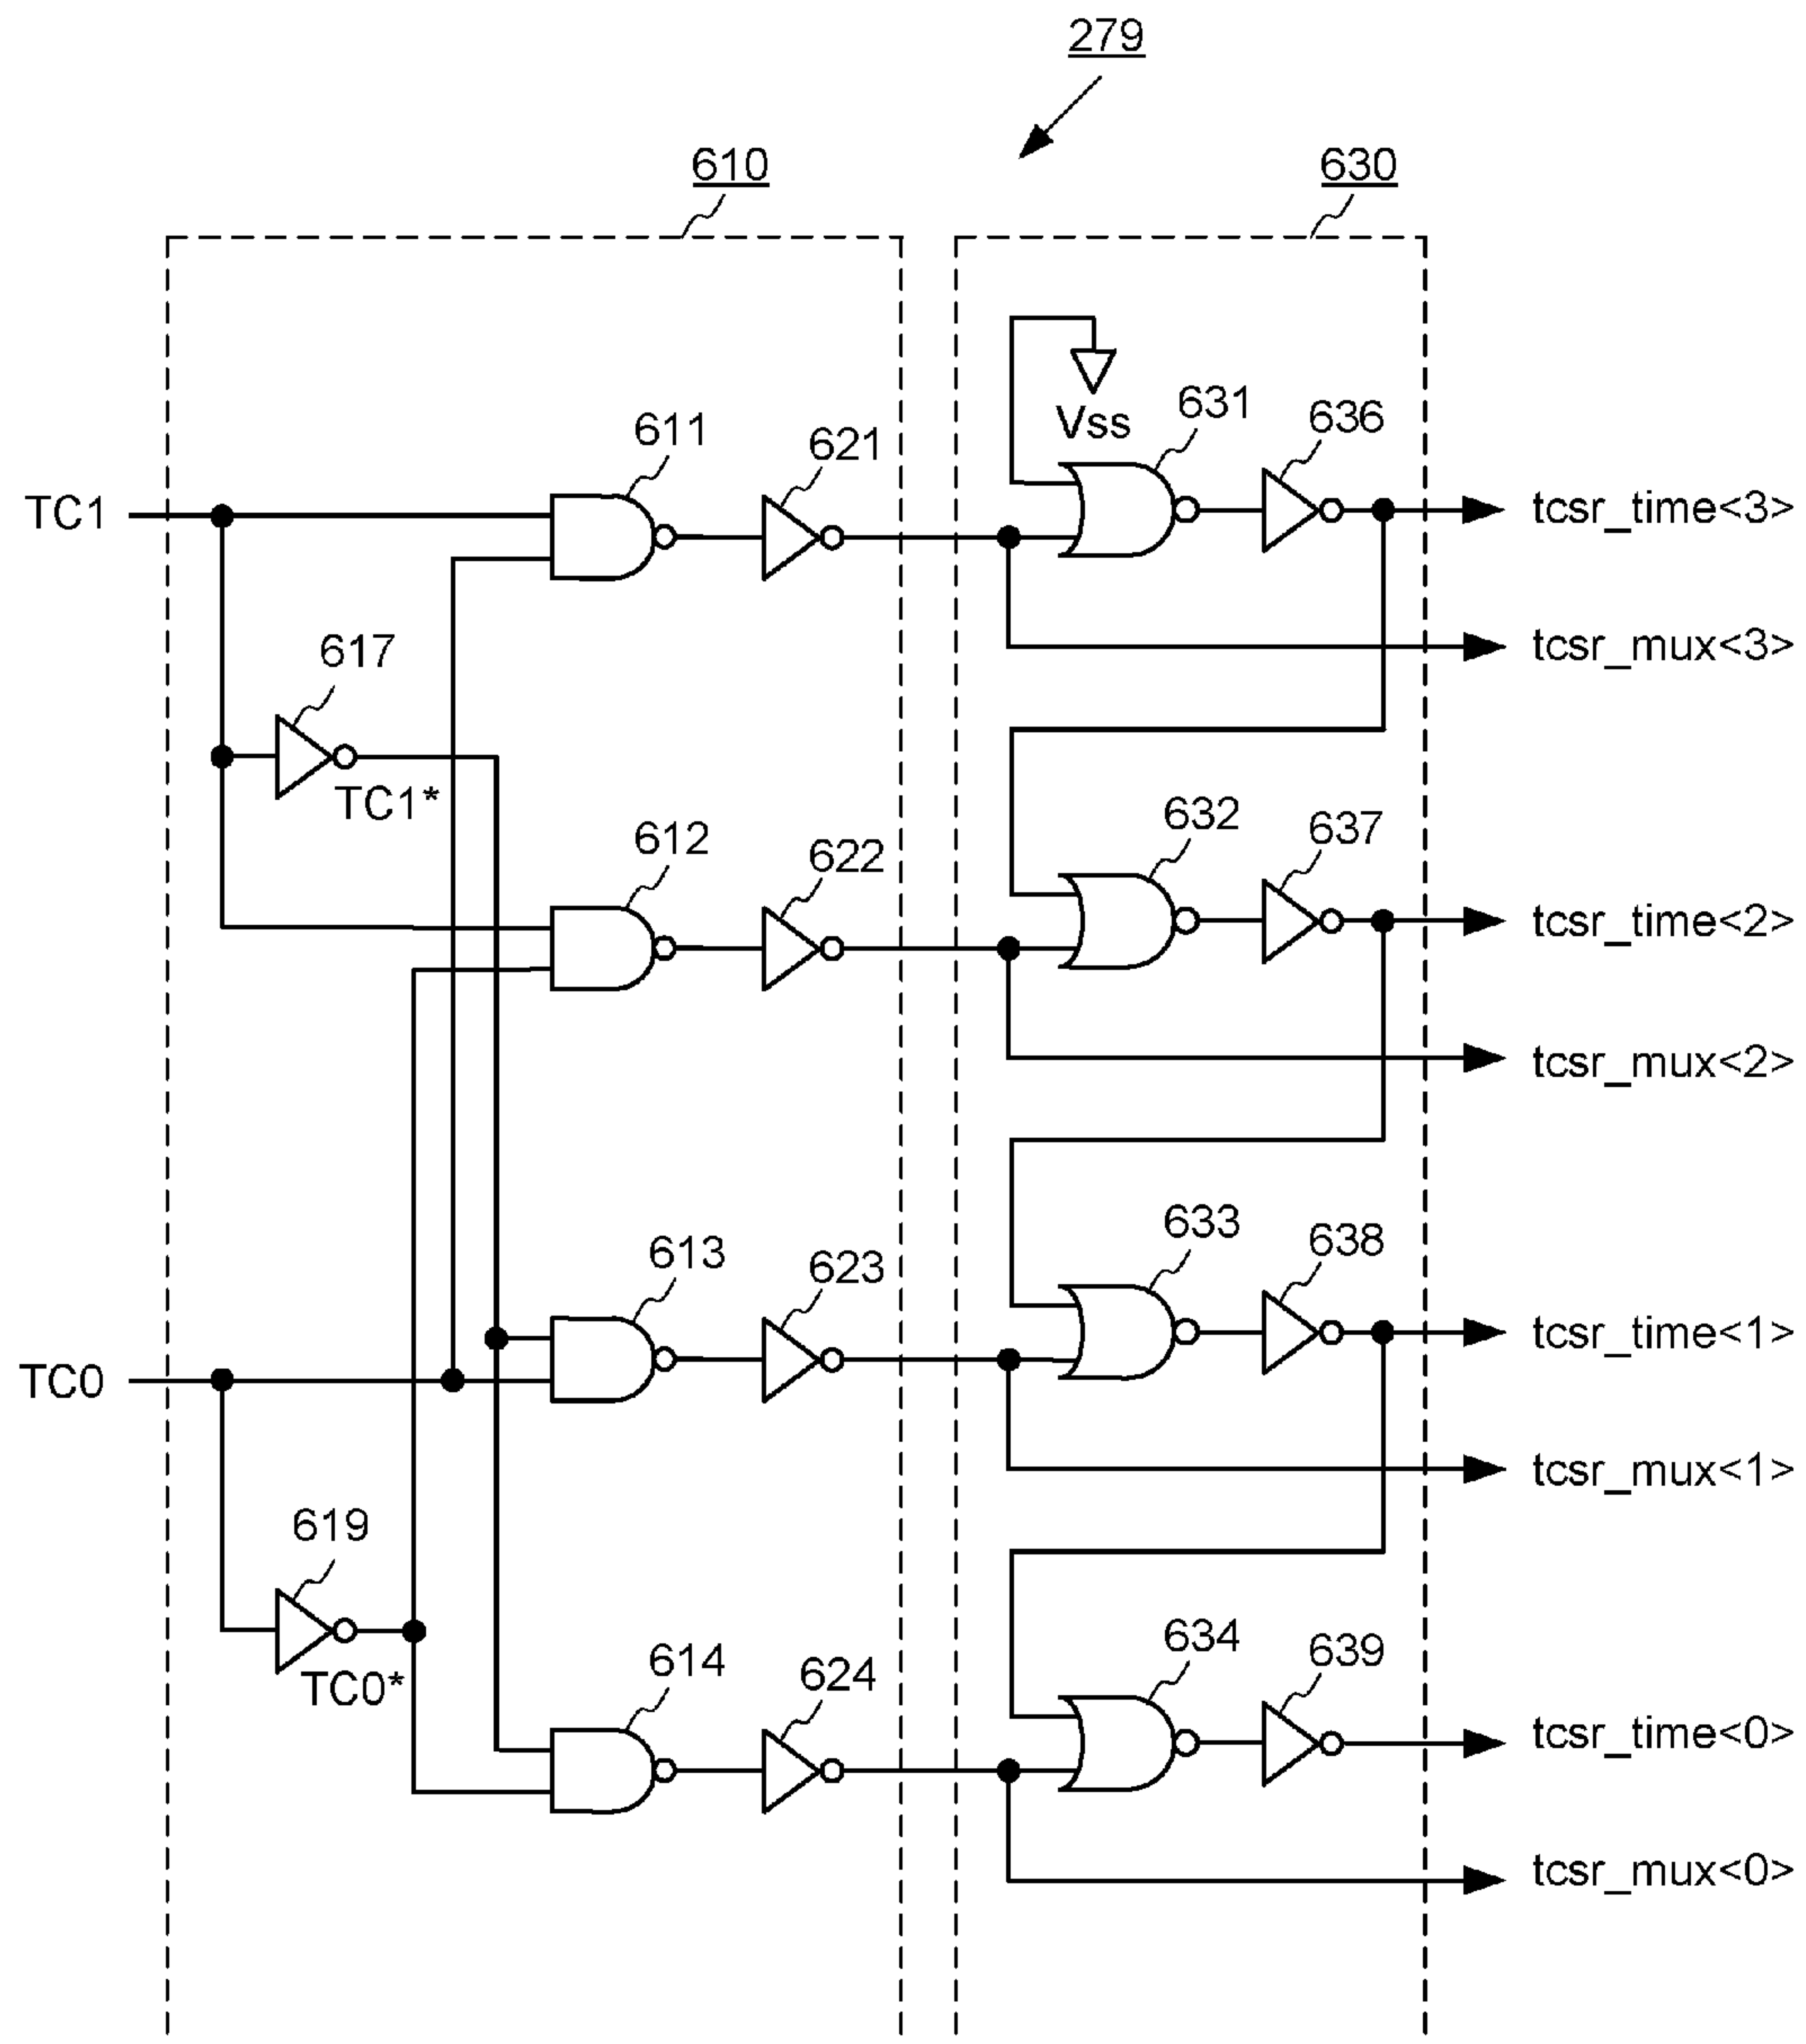 279
610
630
Vss
631
636
611
621
TC1
tcsr_time<3>
617
tcsr_mux<3>
TC1*
632
637
612
622
tcsr_time<2>
tcsr_mux<2>
633
638
613
623
tcsr_time<1>
TC0
tcsr_mux<1>
619
634
639
614
624
TC0*
tcsr_time<0>
tcsr_mux<0>